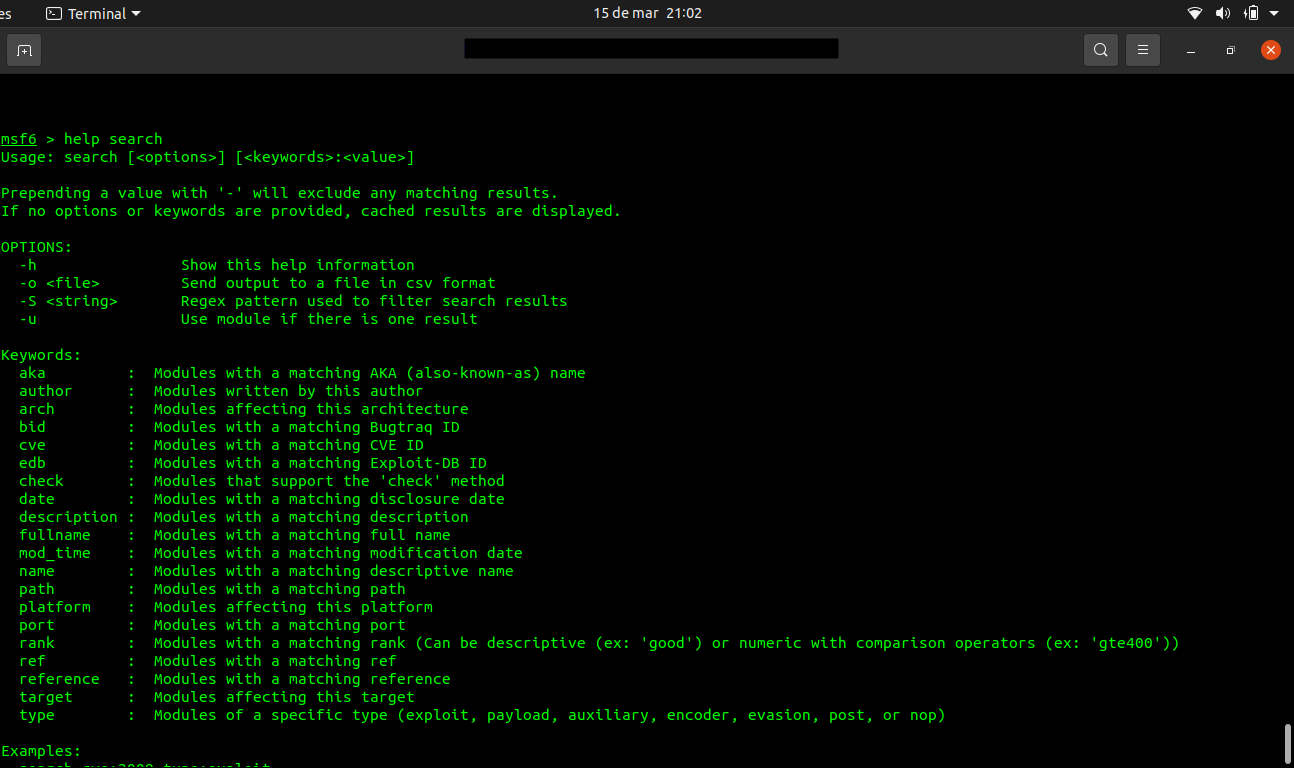 es Terminal 15 de mar 21:02
msf6 > help search
Usage: search [<options>] [<keywords>:<value>]
Prepending a value with '-' will exclude any matching results.
If no options or keywords are provided, cached results are displayed.
OPTIONS:
-h Show this help information
-o <file> Send output to a file in csv format
-S <string> Regex pattern used to filter search results
-u Use module if there is one result
Keywords:
aka : Modules with a matching AKA (also-known-as) name
author : Modules written by this author
arch : Modules affecting this architecture
bid : Modules with a matching Bugtraq ID
cve : Modules with a matching CVE ID
edb : Modules with a matching Exploit-DB ID
check : Modules that support the 'check' method
date : Modules with a matching disclosure date
description : Modules with a matching description
fullname : Modules with a matching full name
mod_time : Modules with a matching modification date
name : Modules with a matching descriptive name
path : Modules with a matching path
platform : Modules affecting this platform
port : Modules with a matching port
rank : Modules with a matching rank (Can be descriptive (ex: 'good') or numeric with comparison operators (ex: 'gte400'))
ref : Modules with a matching ref
reference : Modules with a matching reference
target : Modules affecting this target
type : Modules of a specific type (exploit, payload, auxiliary, encoder, evasion, post, or nop)
Examples:
search cve:2009 type:exploit